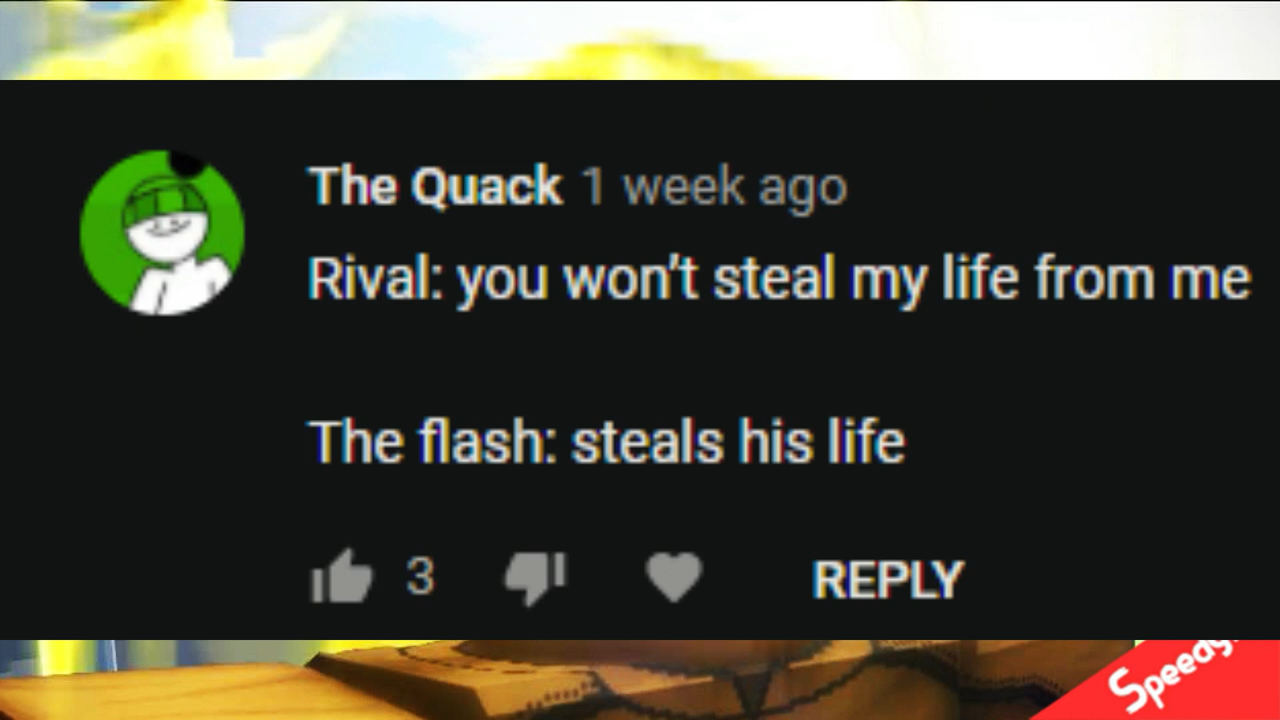 The Quack 1 week ago
Rival: you won't steal my life from me
The flash: steals his life
3 REPLY